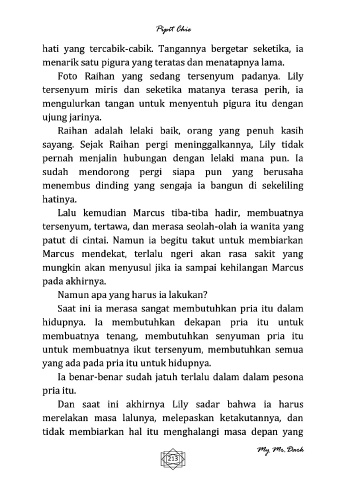 Pipit Chie
hati yang tercabik-cabik. Tangannya bergetar seketika, ia
menarik satu pigura yang teratas dan menatapnya lama.
Foto Raihan yang sedang tersenyum padanya. Lily
tersenyum miris dan seketika matanya terasa perih, ia
mengulurkan tangan untuk menyentuh pigura itu dengan
ujung jarinya.
Raihan adalah lelaki baik, orang yang penuh kasih
sayang. Sejak Raihan pergi meninggalkannya, Lily tidak
pernah menjalin hubungan dengan lelaki mana pun. Ia
sudah mendorong pergi siapa pun yang berusaha
menembus dinding yang sengaja ia bangun di sekeliling
hatinya.
Lalu kemudian Marcus tiba-tiba hadir, membuatnya
tersenyum, tertawa, dan merasa seolah-olah ia wanita yang
patut di cintai. Namun ia begitu takut untuk membiarkan
Marcus mendekat, terlalu ngeri akan rasa sakit yang
mungkin akan menyusul jika ia sampai kehilangan Marcus
pada akhirnya.
Namun apa yang harus ia lakukan?
Saat ini ia merasa sangat membutuhkan pria itu dalam
hidupnya. Ia membutuhkan dekapan pria itu untuk
membuatnya tenang, membutuhkan senyuman pria itu
untuk membuatnya ikut tersenyum, membutuhkan semua
yang ada pada pria itu untuk hidupnya.
Ia benar-benar sudah jatuh terlalu dalam dalam pesona
pria itu.
Dan saat ini akhirnya Lily sadar bahwa ia harus
merelakan masa lalunya, melepaskan ketakutannya, dan
tidak membiarkan hal itu menghalangi masa depan yang
My Mr. Dark
213